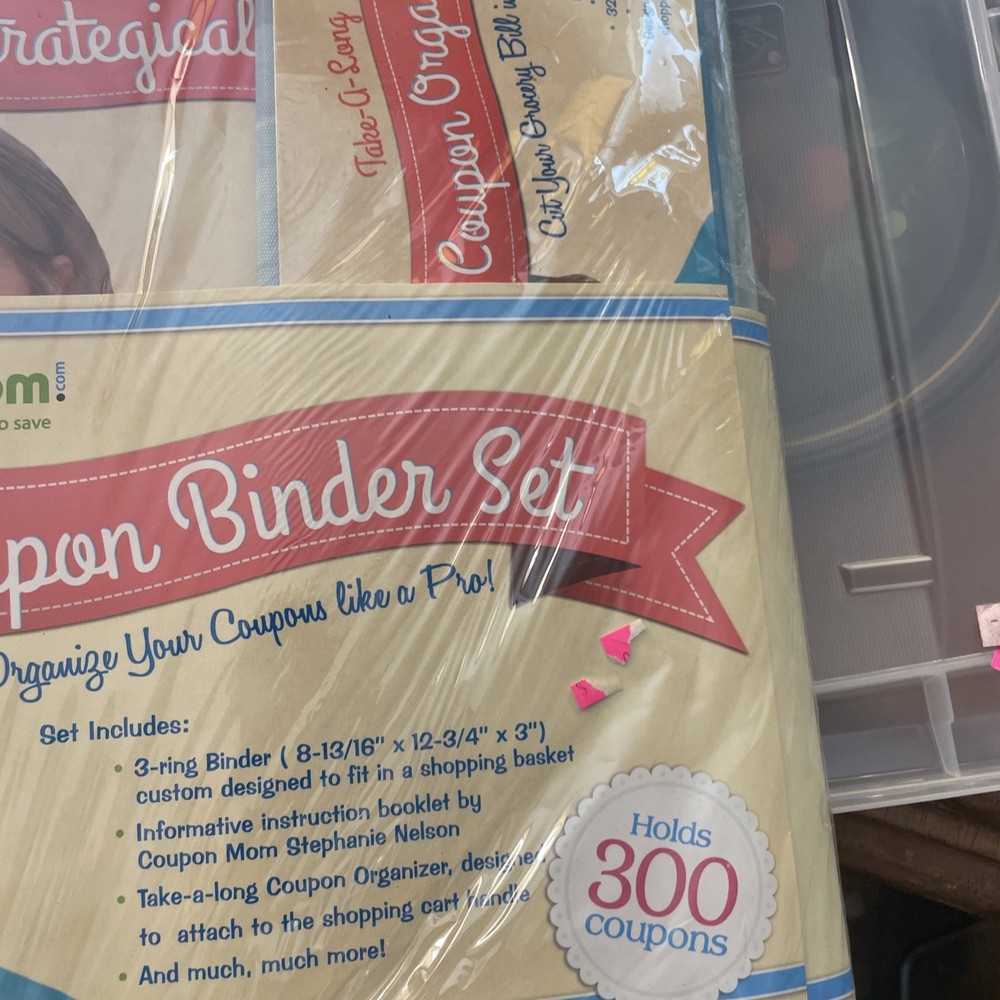 rategical
Take-A-Long
Coupon Orga
Cut Your Grocery Bill
32
om.com
o save
pon Binder Set
Organize Your Coupons like a Pro!
Set Includes:
• 3-ring Binder ( 8-13/16" x 12-3/4" x 3")
custom designed to fit in a shopping basket
• Informative instruction booklet by
Coupon Mom Stephanie Nelson
• Take-a-long Coupon Organizer, designed
to attach to the shopping cart handle
• And much, much more!
Holds
300
coupons